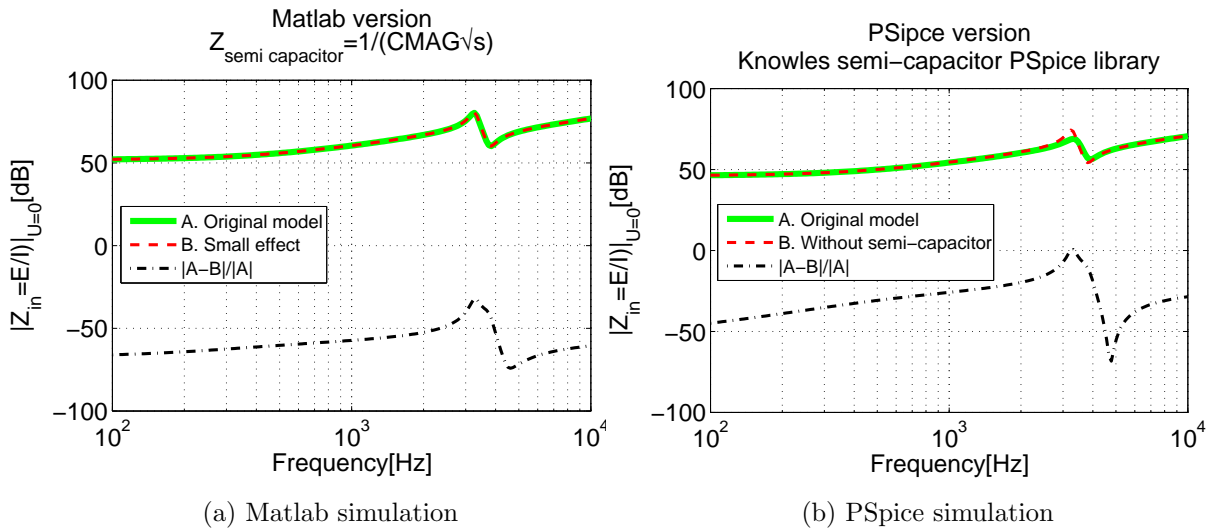 Matlab version
Z_semi capacitor=1/(CMAG√s)
|Z_in=E/I)|_U=0[dB]
100
50
0
−50
−100
A. Original model
B. Small effect
|A−B|/|A|
10^2
10^3
10^4
Frequency[Hz]
(a) Matlab simulation
PSipce version
Knowles semi−capacitor PSpice library
|Z_in=E/I)|_U=0[dB]
100
50
0
−50
−100
A. Original model
B. Without semi−capacitor
|A−B|/|A|
10^2
10^3
10^4
Frequency[Hz]
(b) PSpice simulation